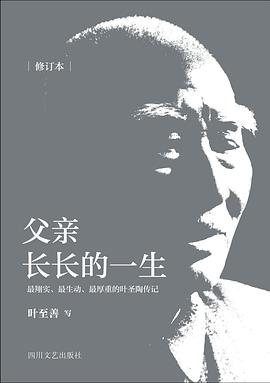 ｜修订本｜
父亲
长长的一生
最翔实、最生动、最厚重的叶圣陶传记
叶至善 写
四川文艺出版社